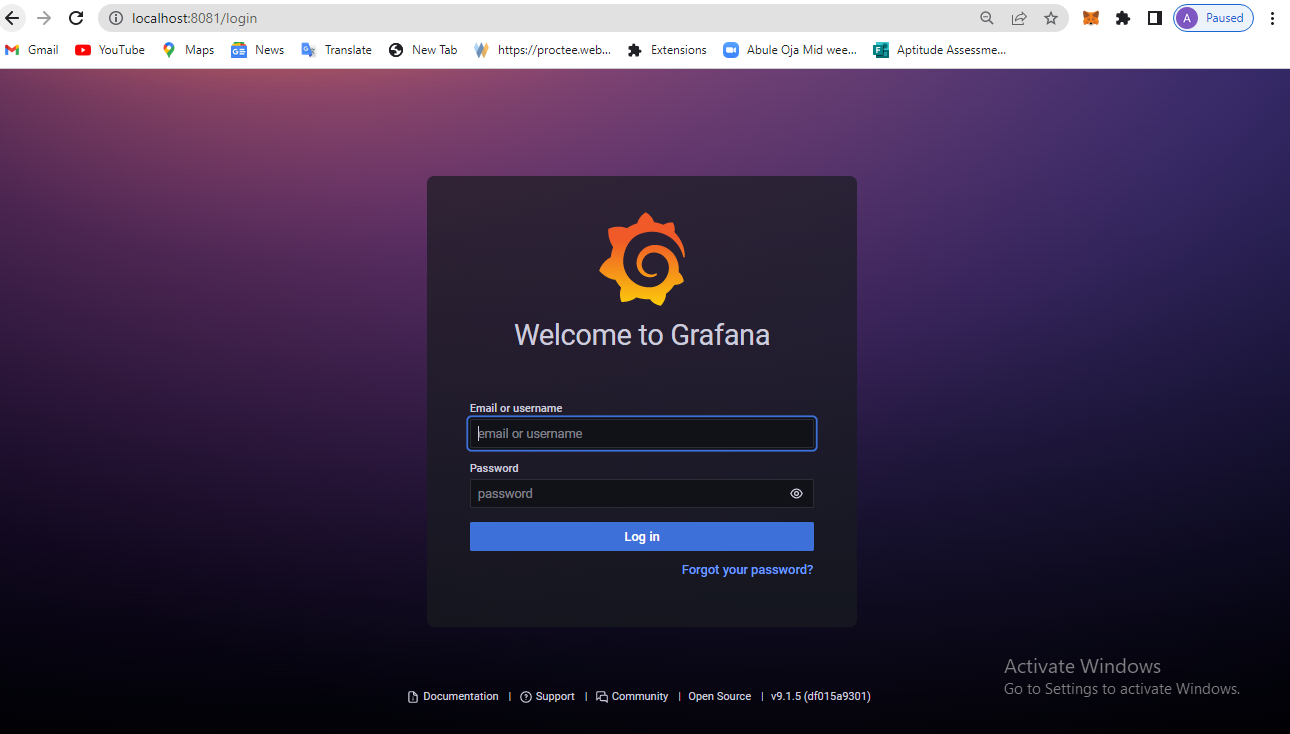 localhost:8081/login
A Paused
Gmail YouTube Maps News Translate New Tab https://proctee.web... Extensions Abule Oja Mid wee... Aptitude Assessme...
Welcome to Grafana
Email or username
email or username
Password
password
Log in
Forgot your password?
Activate Windows
Go to Settings to activate Windows.
Documentation | Support | Community | Open Source | v9.1.5 (df015a9301)